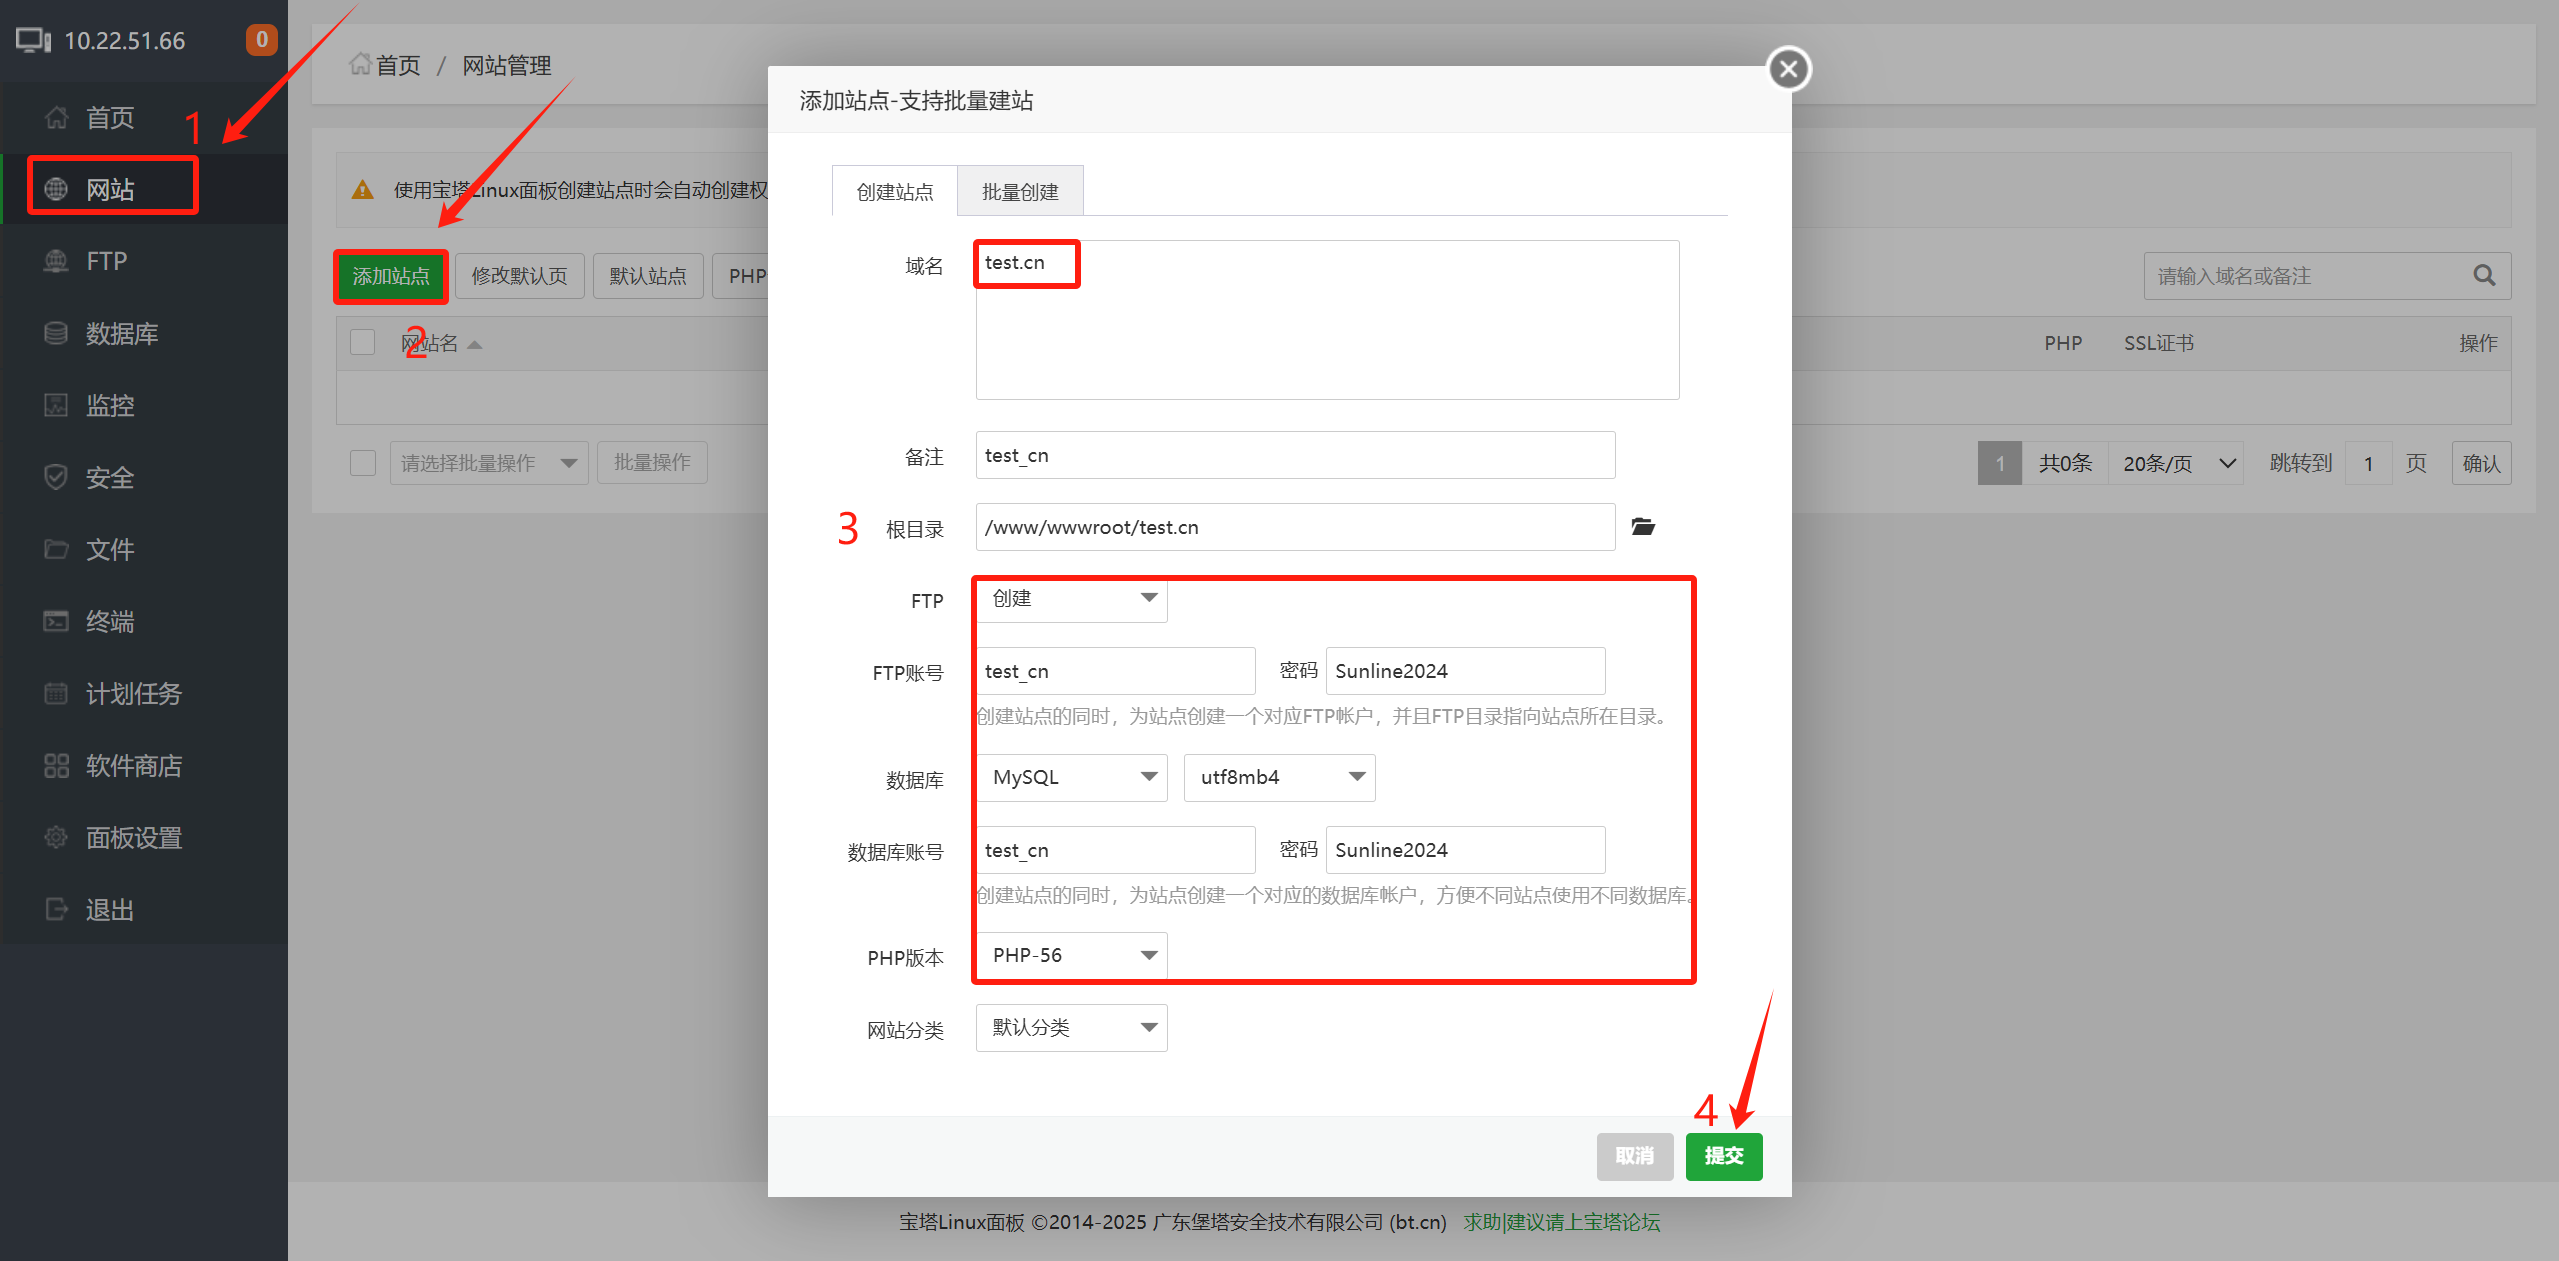 10.22.51.66
0
首页
1
网站
FTP
数据库
监控
安全
文件
终端
计划任务
软件商店
面板设置
退出
首页 / 网站管理
使用宝塔Linux面板创建站点时会自动创建权
添加站点
修改默认页
默认站点
PHP
2
网站名
请选择批量操作
批量操作
请输入域名或备注
PHP
SSL证书
操作
1
共0条
20条/页
跳转到
1
页
确认
添加站点-支持批量建站
创建站点
批量创建
域名
test.cn
备注
test_cn
3
根目录
/www/wwwroot/test.cn
FTP
创建
FTP账号
test_cn
密码
Sunline2024
创建站点的同时，为站点创建一个对应FTP帐户，并且FTP目录指向站点所在目录。
数据库
MySQL
utf8mb4
数据库账号
test_cn
密码
Sunline2024
创建站点的同时，为站点创建一个对应的数据库帐户，方便不同站点使用不同数据库。
PHP版本
PHP-56
网站分类
默认分类
4
取消
提交
宝塔Linux面板 ©2014-2025 广东堡塔安全技术有限公司 (bt.cn) 求助|建议请上宝塔论坛